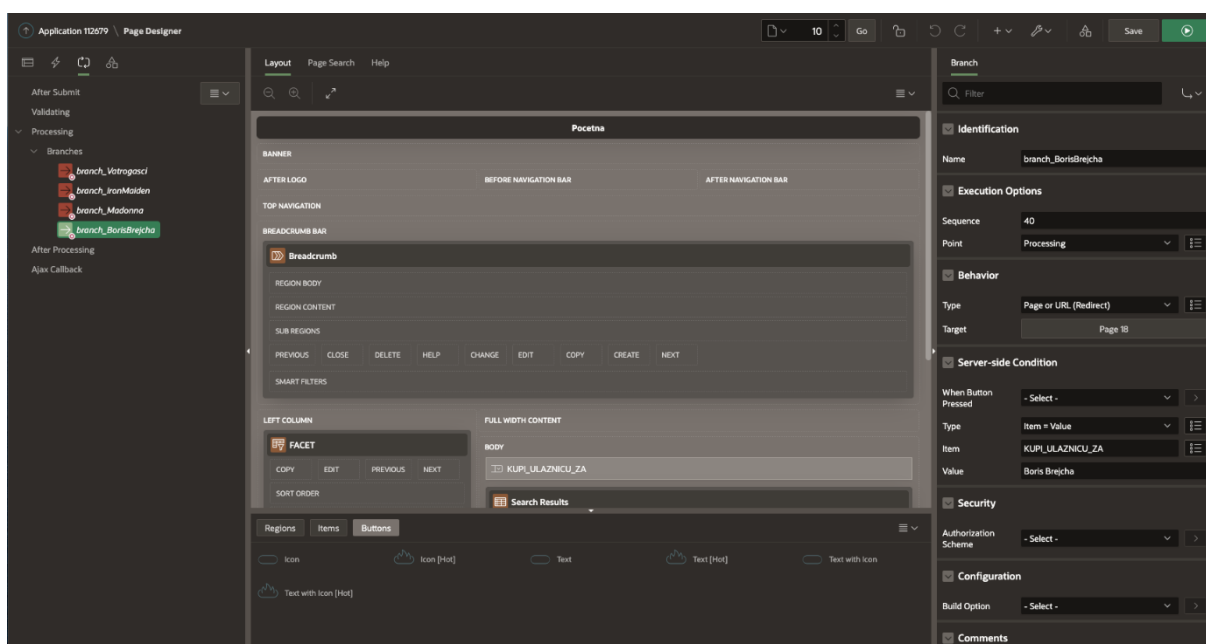 Application 112679 \ Page Designer
10
Go
Save
After Submit
Validating
Processing
Branches
branch_Vatrogasci
branch_IronMaiden
branch_Madonna
branch_BorisBrejcha
After Processing
Ajax Callback
Layout Page Search Help
Pocetna
BANNER
AFTER LOGO BEFORE NAVIGATION BAR AFTER NAVIGATION BAR
TOP NAVIGATION
BREADCRUMB BAR
Breadcrumb
REGION BODY
REGION CONTENT
SUB REGIONS
PREVIOUS CLOSE DELETE HELP CHANGE EDIT COPY CREATE NEXT
SMART FILTERS
LEFT COLUMN
FACET
COPY EDIT PREVIOUS NEXT
SORT ORDER
FULL WIDTH CONTENT
BODY
KUPI_ULAZNICU_ZA
Search Results
Regions Items Buttons
Icon Icon [Hot] Text Text [Hot] Text with Icon
Text with Icon [Hot]
Branch
Filter
Identification
Name branch_BorisBrejcha
Execution Options
Sequence 40
Point Processing
Behavior
Type Page or URL (Redirect)
Target Page 18
Server-side Condition
When Button
Pressed
- Select -
Type Item = Value
Item KUPI_ULAZNICU_ZA
Value Boris Brejcha
Security
Authorization
Scheme
- Select -
Configuration
Build Option - Select -
Comments